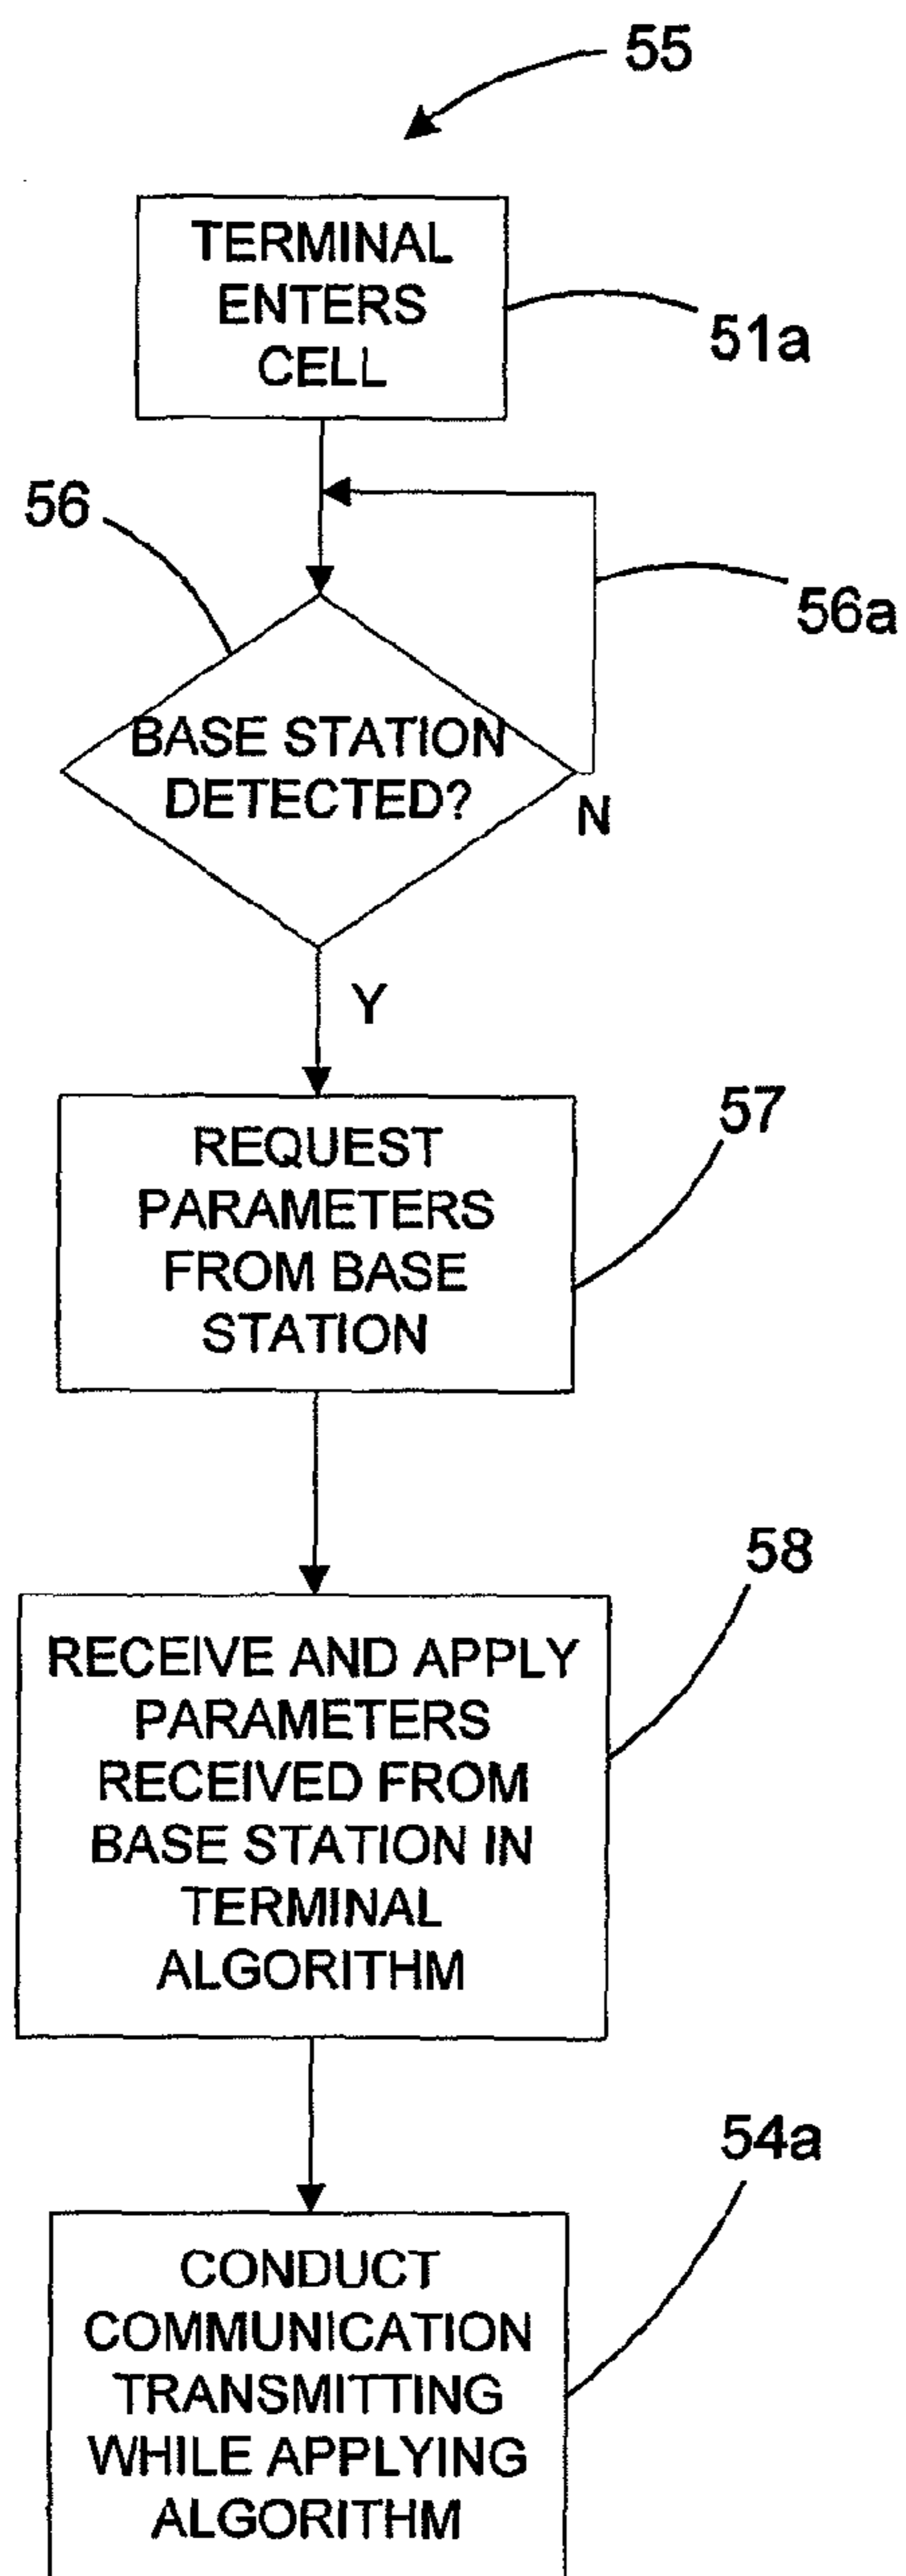 55
TERMINAL
ENTERS
CELL
51a
56
56a
BASE STATION
DETECTED?
N
Y
57
REQUEST
PARAMETERS
FROM BASE
STATION
58
RECEIVE AND APPLY
PARAMETERS
RECEIVED FROM
BASE STATION IN
TERMINAL
ALGORITHM
54a
CONDUCT
COMMUNICATION
TRANSMITTING
WHILE APPLYING
ALGORITHM